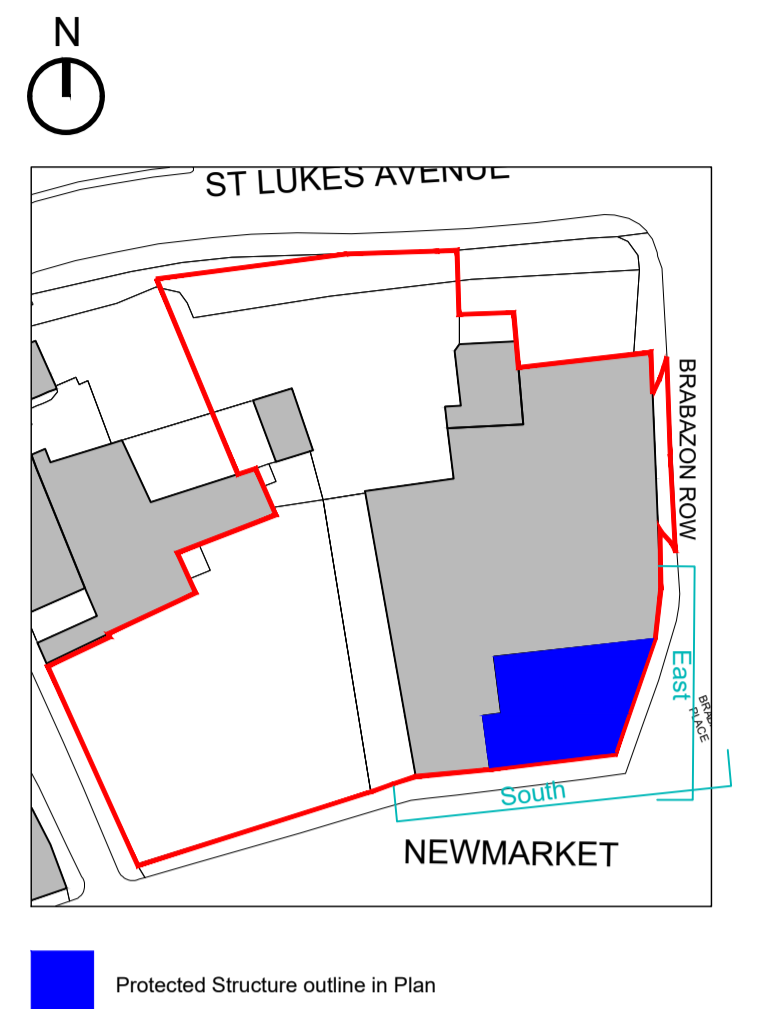 N
ST LUKES AVENUE
BRABAZON ROW
East
PLACE
South
NEWMARKET
Protected Structure outline in Plan